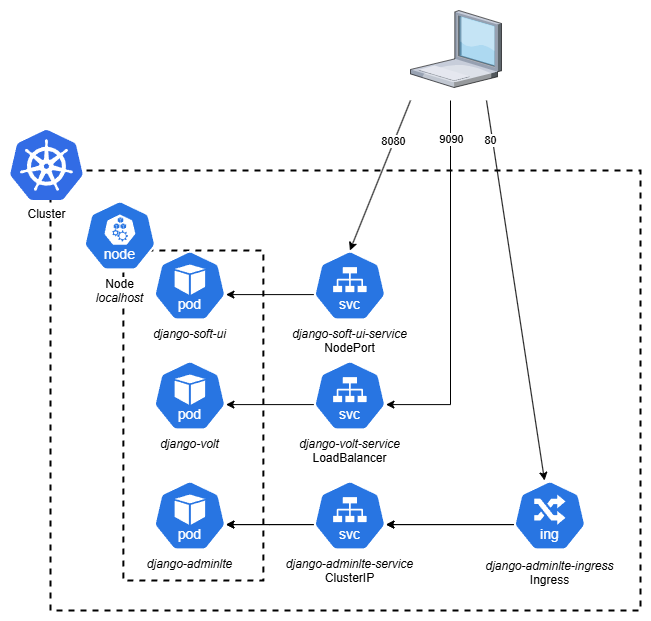 8080
9090
80
Cluster
node
Node
localhost
pod
svc
django-soft-ui
django-soft-ui-service
NodePort
pod
svc
django-volt
django-volt-service
LoadBalancer
pod
svc
ing
django-adminlte
django-adminlte-service
ClusterIP
django-adminlte-ingress
Ingress